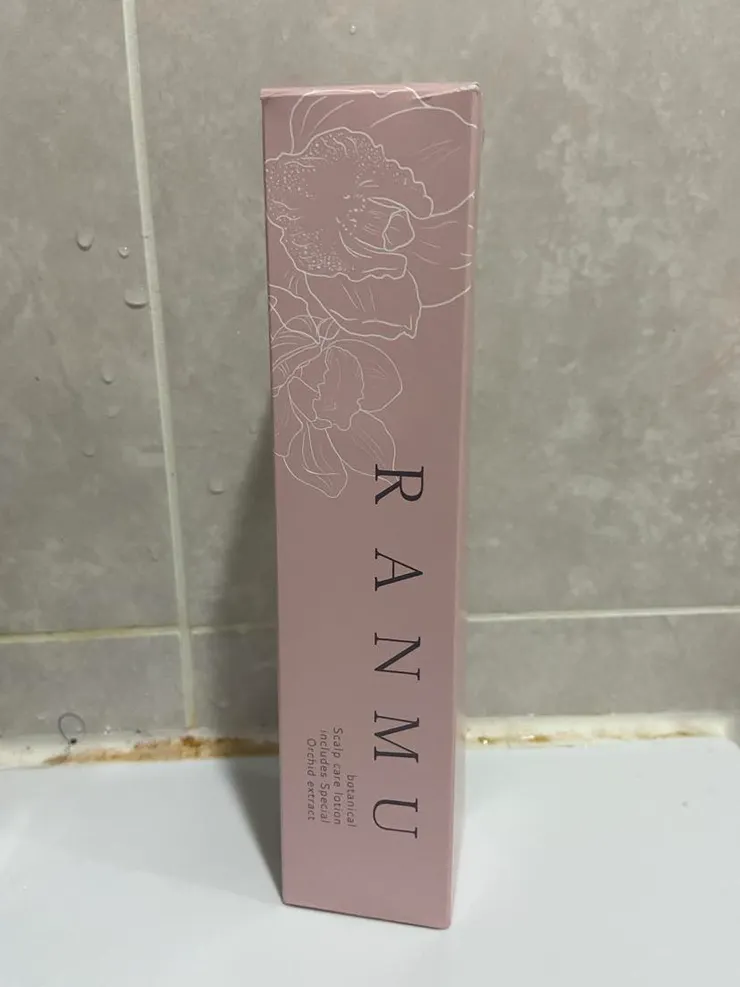 RANMU
botanical
Scalp care lotion
includes Special
Orchid extract